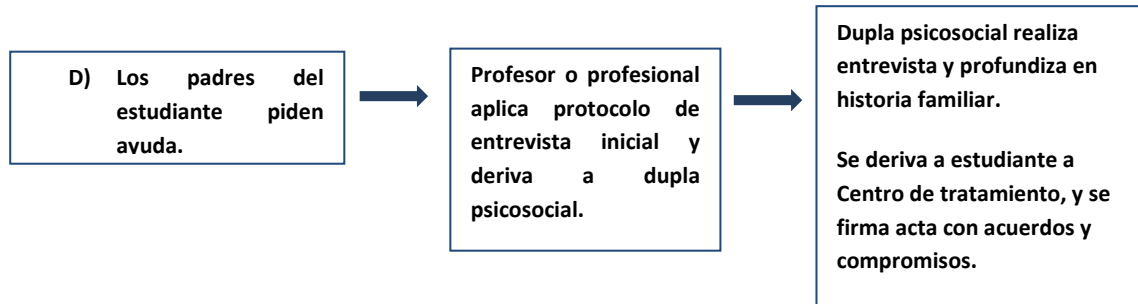 D) Los padres del
estudiante piden
ayuda.
Profesor o profesional
aplica protocolo de
entrevista inicial y
deriva a dupla
psicosocial.
Dupla psicosocial realiza
entrevista y profundiza en
historia familiar.
Se deriva a estudiante a
Centro de tratamiento, y se
firma acta con acuerdos y
compromisos.